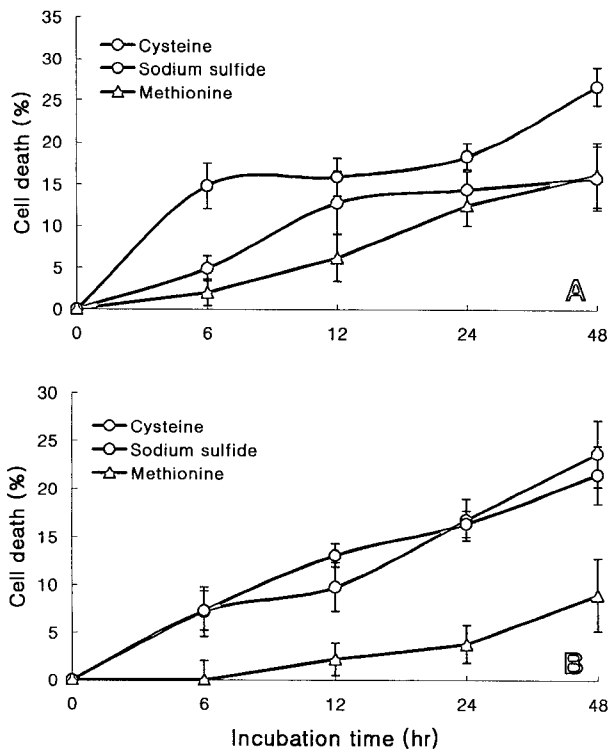 35
30
25
20
15
10
5
0
Cell death (%)
Cysteine
Sodium sulfide
Methionine
A
0 6 12 24 48
30
25
20
15
10
5
0
Cell death (%)
Cysteine
Sodium sulfide
Methionine
B
0 6 12 24 48
Incubation time (hr)